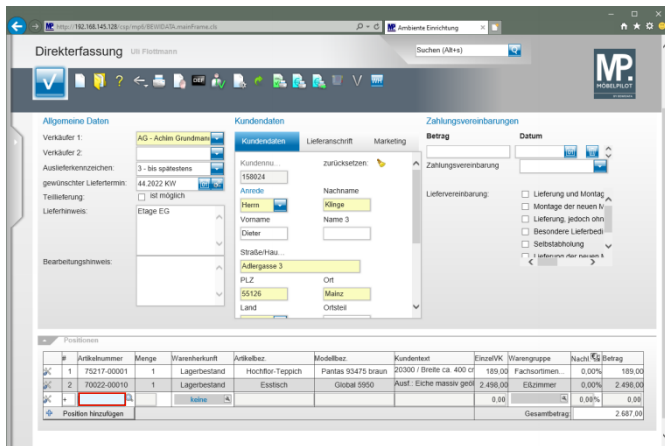 http://192.168.145.128/csp/mpll/BEWIDATA.mainFrame.cls
Ambiente Einrichtung
Direkterfassung Uli Flottmann
Suchen (Alt+s)
MP.
MÖBELPILOT
Allgemeine Daten
Verkäufer 1: AG - Achim Grundmann
Verkäufer 2:
Auslieferkennzeichen: 3 - bis spätestens
gewünschter Liefertermin: 44.2022 KW
Teillieferung: ist möglich
Lieferhinweis: Etage EG
Bearbeitungshinweis:
Kundendaten
Kundendaten Lieferanschrift Marketing
Kundennu... zurücksetzen:
158024
Anrede Nachname
Herrn Klinge
Vorname Name 3
Dieter
Straße/Hau...
Adlergasse 3
PLZ Ort
55126 Mainz
Land Ortsteil
Zahlungsvereinbarungen
Betrag Datum
Zahlungsvereinbarung
Liefervereinbarung:
Lieferung und Montag
Montage der neuen M
Lieferung, jedoch ohn
Besondere Lieferbedi
Selbstabholung
Lieferung der neuen M
Positionen
# Artikelnummer Menge Warenherkunft Artikelbez. Modellbez. Kundentext EinzelVK Warengruppe Nachl % Betrag
1 75217-00001 1 Lagerbestand Hochflor-Teppich Pantas 93475 braun 20300 / Breite ca. 400 cr 189,00 Fachsortimen... 0,00% 189,00
2 70022-00010 1 Lagerbestand Esstisch Global 5950 Ausf.: Eiche massiv geöl 2.498,00 Eßzimmer 0,00% 2.498,00
+ keine 0,00 0,00% 0,00
Position hinzufügen Gesamtbetrag: 2.687,00